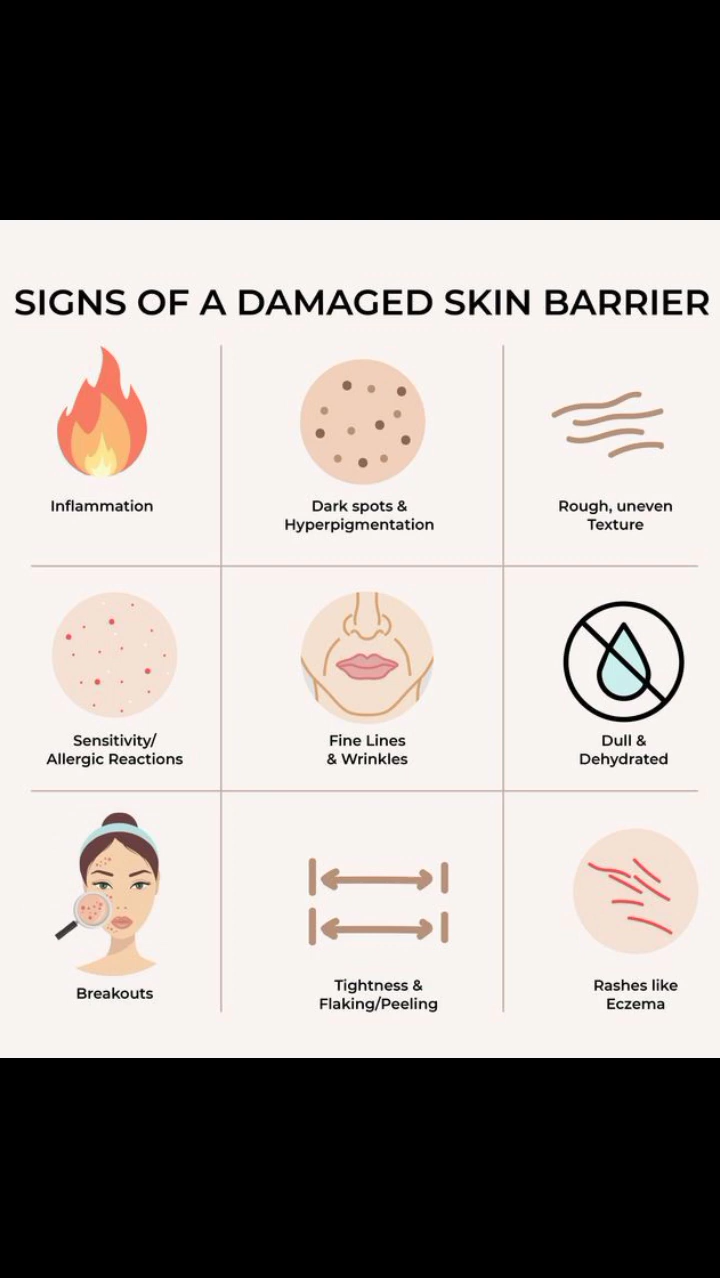 SIGNS OF A DAMAGED SKIN BARRIER
Inflammation
Dark spots &
Hyperpigmentation
Rough, uneven
Texture
Sensitivity/
Allergic Reactions
Fine Lines
& Wrinkles
Dull &
Dehydrated
Breakouts
Tightness &
Flaking/Peeling
Rashes like
Eczema